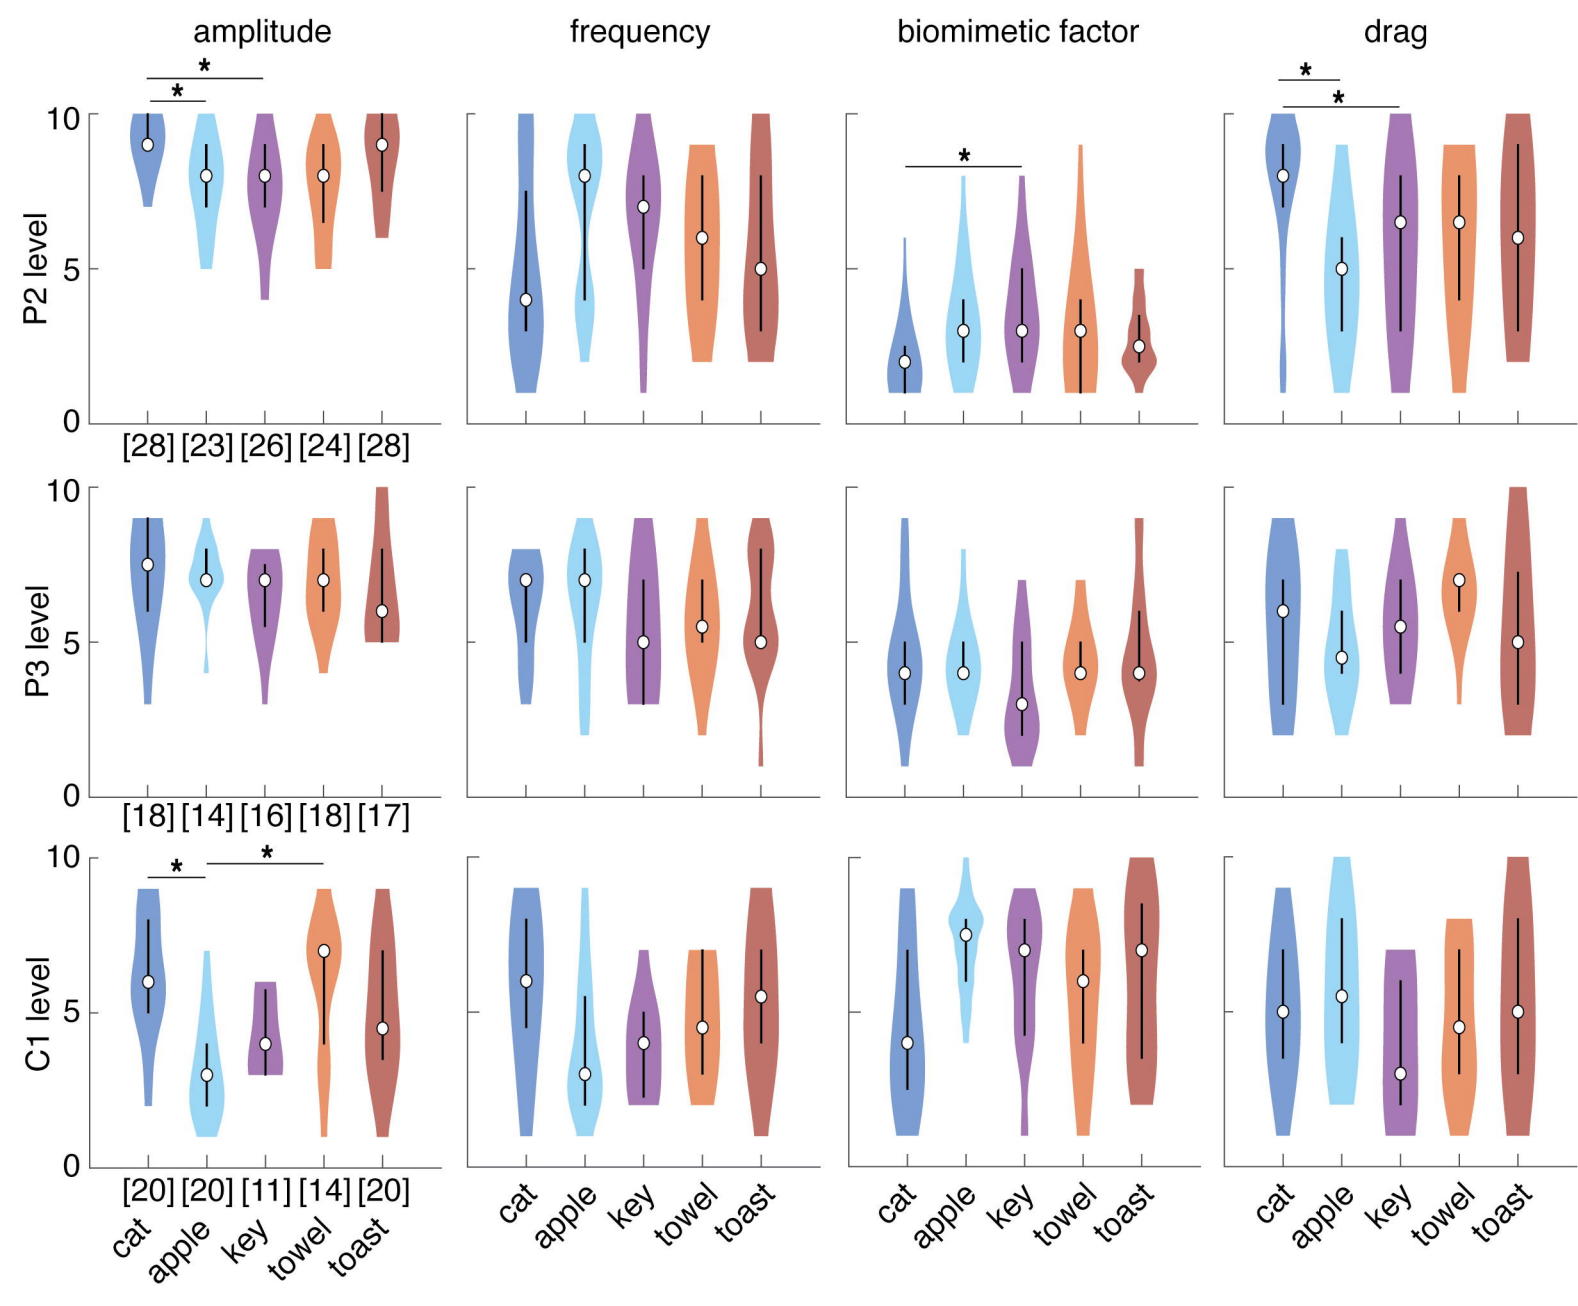 amplitude frequency biomimetic factor drag
* * * *
* *
10
P2 level
5
0
[28] [23] [26] [24] [28]
10
P3 level
5
0
[18] [14] [16] [18] [17]
* *
10
C1 level
5
0
[20] [20] [11] [14] [20]
cat apple key towel toast cat apple key towel toast cat apple key towel toast cat apple key towel toast